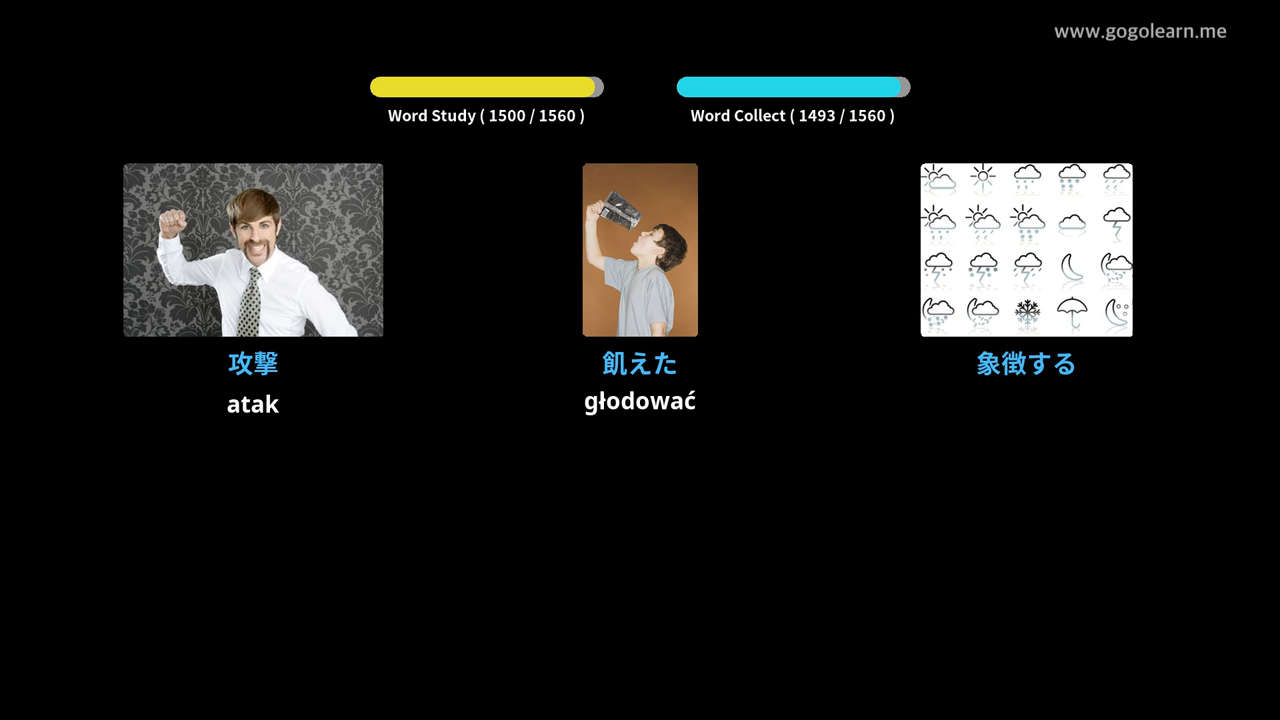 www.gogolearn.me
Word Study ( 1500 / 1560 )
Word Collect ( 1493 / 1560 )
攻撃
飢えた
象徴する
atak
głodować